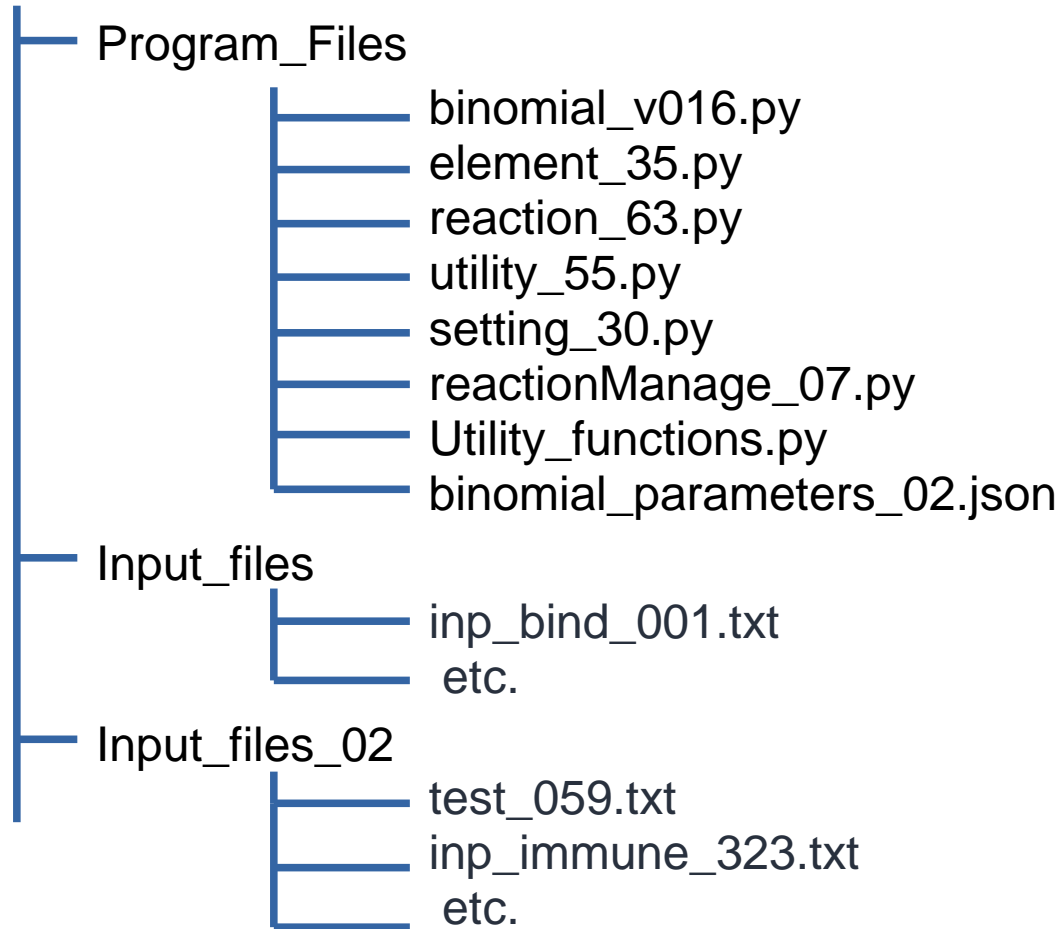 Program_Files
binomial_v016.py
element_35.py
reaction_63.py
utility_55.py
setting_30.py
reactionManage_07.py
Utility_functions.py
binomial_parameters_02.json
Input_files
inp_bind_001.txt
etc.
Input_files_02
test_059.txt
inp_immune_323.txt
etc.